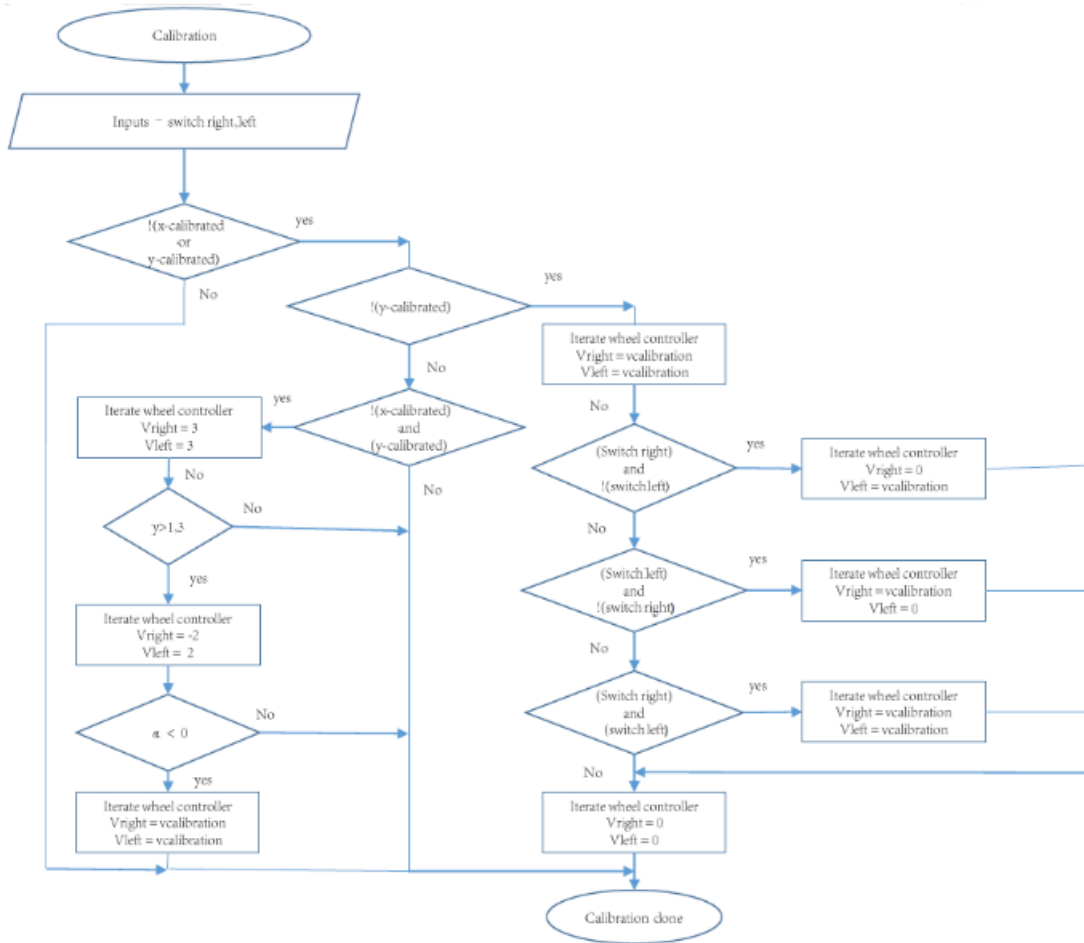 Calibration
Inputs - switch right,left
!(x-calibrated
or
y-calibrated)
yes
No
!(y-calibrated)
yes
No
Iterate wheel controller
Vright = vcalibration
Vleft = vcalibration
No
!(x-calibrated)
and
(y-calibrated)
yes
No
Iterate wheel controller
Vright = 3
Vleft = 3
No
y>1,3
No
yes
Iterate wheel controller
Vright = -2
Vleft = 2
α < 0
No
yes
Iterate wheel controller
Vright = vcalibration
Vleft = vcalibration
(Switch right)
and
!(switch left)
yes
No
Iterate wheel controller
Vright = 0
Vleft = vcalibration
(Switch left)
and
!(switch right)
yes
No
Iterate wheel controller
Vright = vcalibration
Vleft = 0
(Switch right)
and
(switch left)
yes
No
Iterate wheel controller
Vright = vcalibration
Vleft = vcalibration
Iterate wheel controller
Vright = 0
Vleft = 0
Calibration done